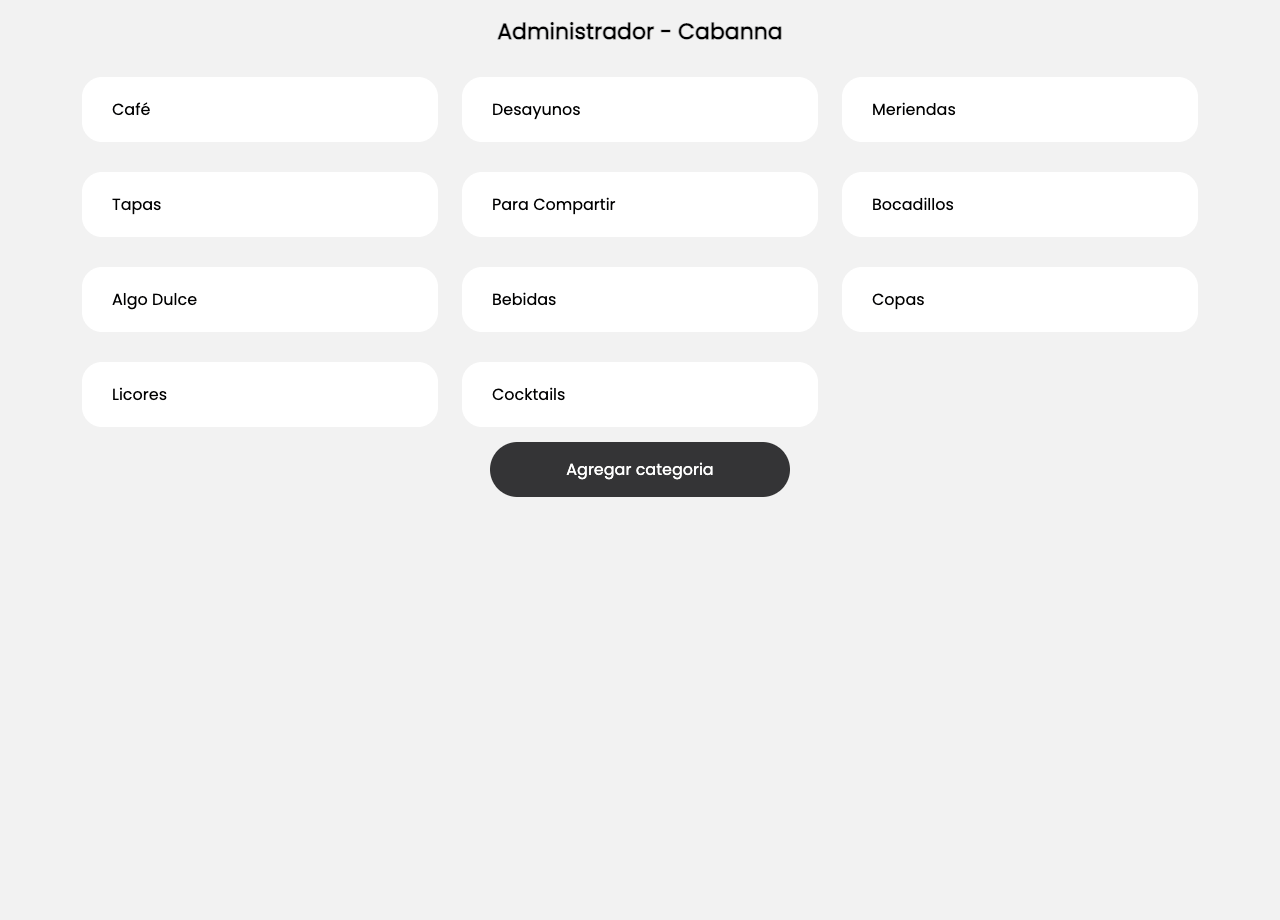 Administrador - Cabanna
Café
Desayunos
Meriendas
Tapas
Para Compartir
Bocadillos
Algo Dulce
Bebidas
Copas
Licores
Cocktails
Agregar categoria